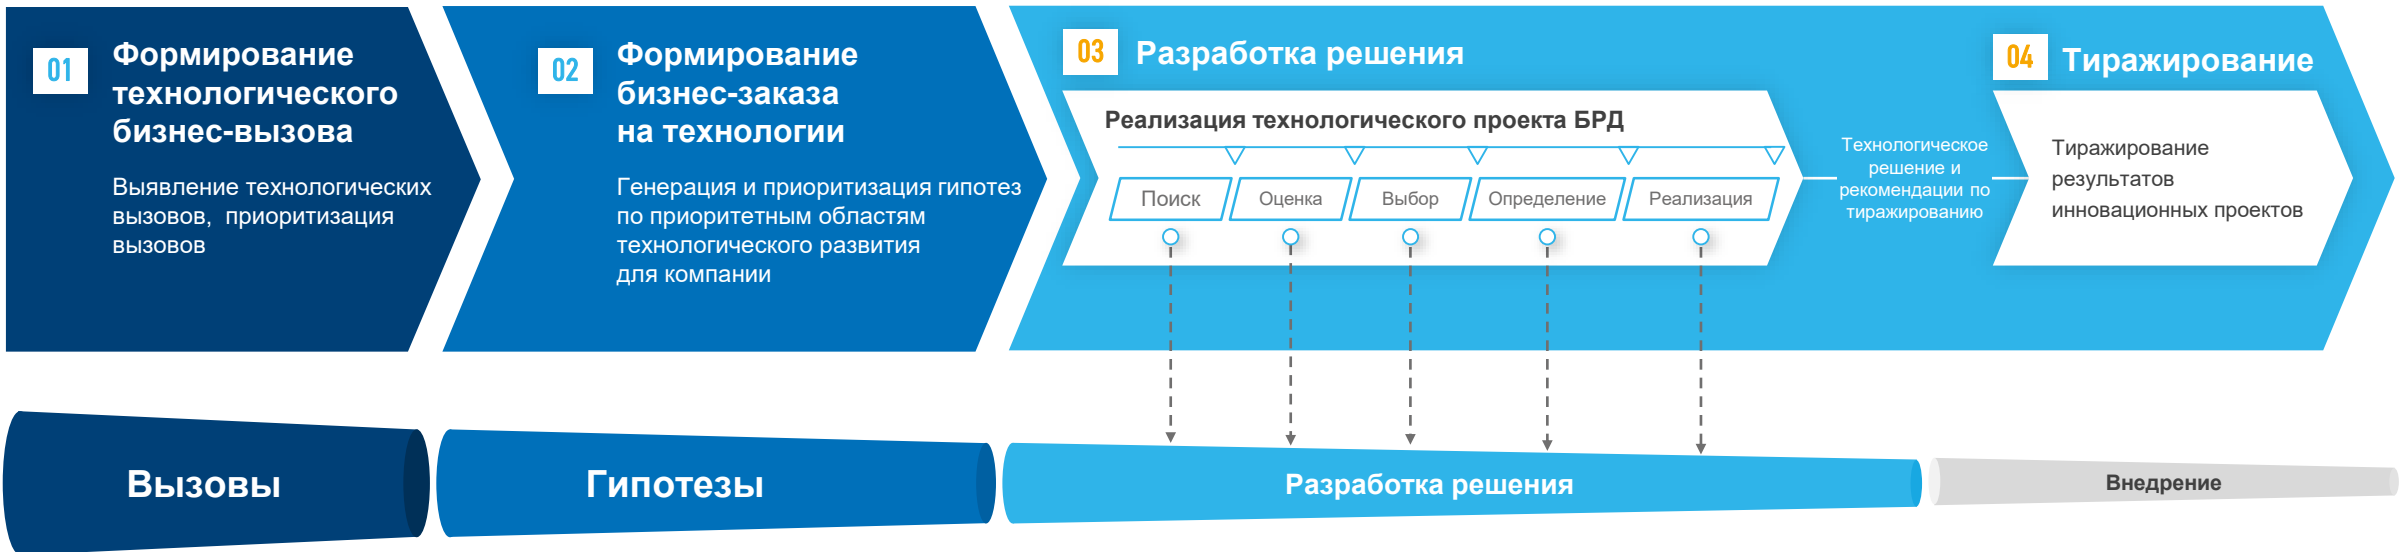 01
Формирование
технологического
бизнес-вызова
Выявление технологических
вызовов,  приоритизация
вызовов
02
Формирование
бизнес-заказа
на технологии
Генерация и приоритизация гипотез
по приоритетным областям
технологического развития
для компании
03
Разработка решения
Реализация технологического проекта БРД
Поиск
Оценка
Выбор
Определение
Реализация
Технологическое
решение и
рекомендации по
тиражированию
04
Тиражирование
Тиражирование
результатов
инновационных проектов
Вызовы
Гипотезы
Разработка решения
Внедрение